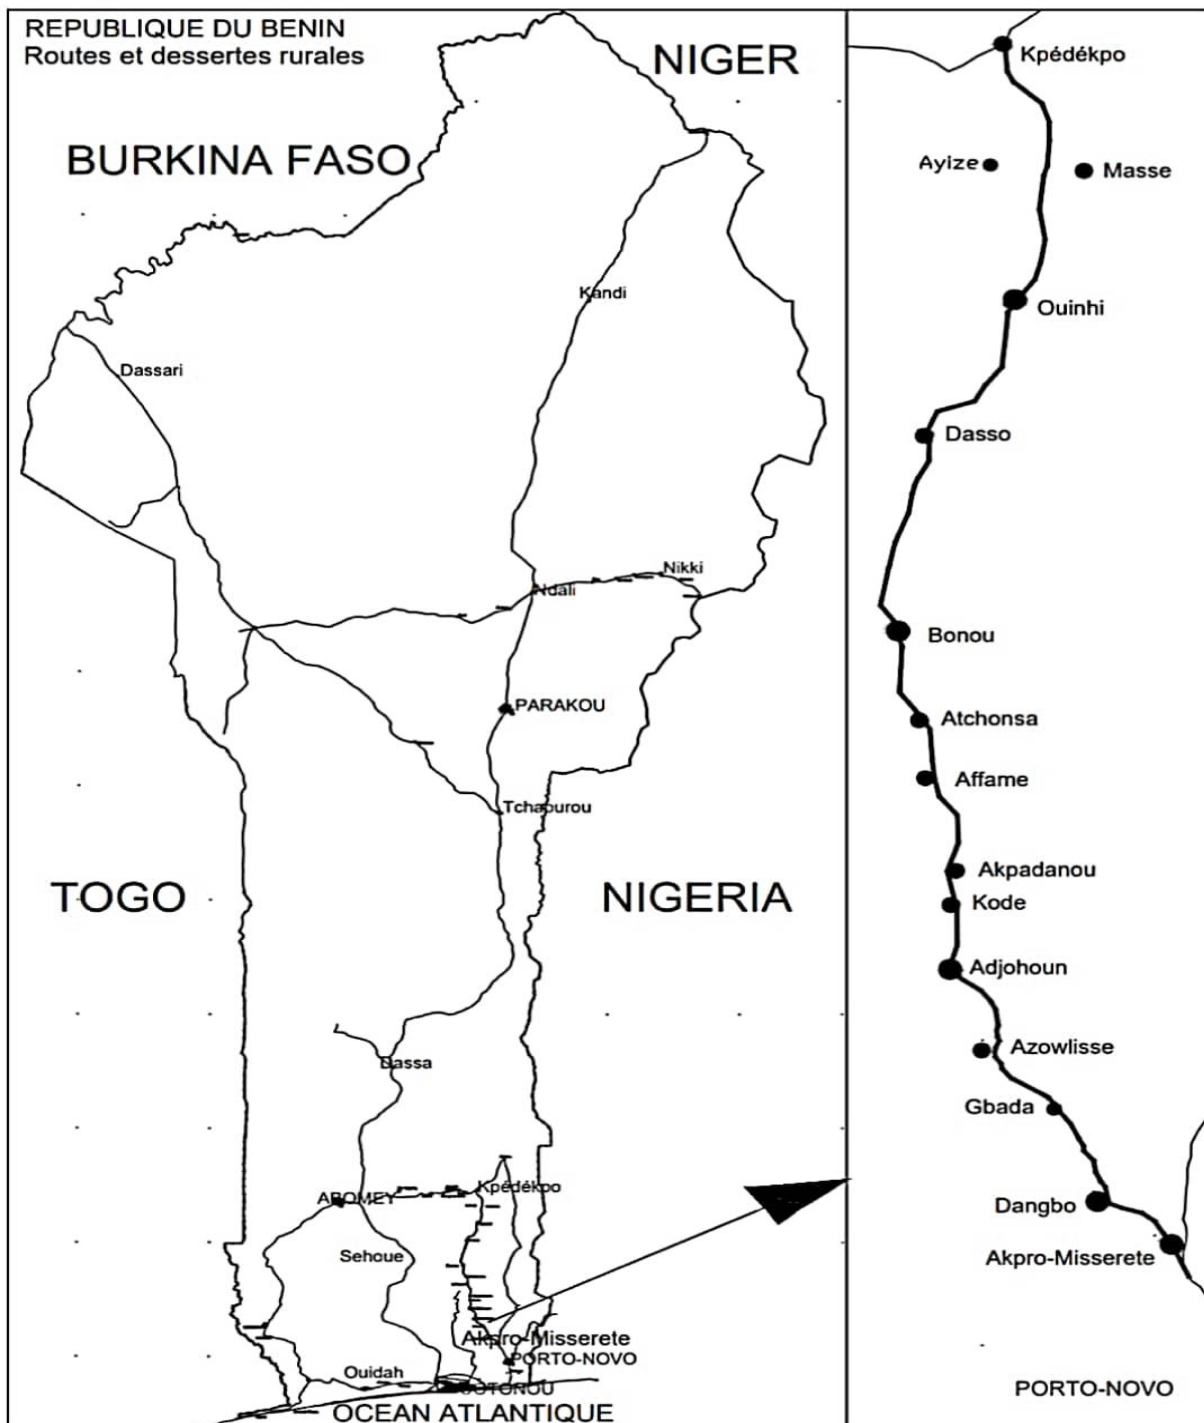 REPUBLIQUE DU BENIN
Routes et dessertes rurales
NIGER
BURKINA FASO
Kandi
Dassari
Nikki
Ndali
PARAKOU
Tchaourou
TOGO
NIGERIA
Dassa
Kpédékpo
ABOMEY
Sehoue
Akpro-Misserete
PORTO-NOVO
Ouidah
COTONOU
OCEAN ATLANTIQUE
Kpédékpo
Ayize
Masse
Ouinhi
Dasso
Bonou
Atchonsa
Affame
Akpadanou
Kode
Adjohoun
Azowlisse
Gbada
Dangbo
Akpro-Misserete
PORTO-NOVO